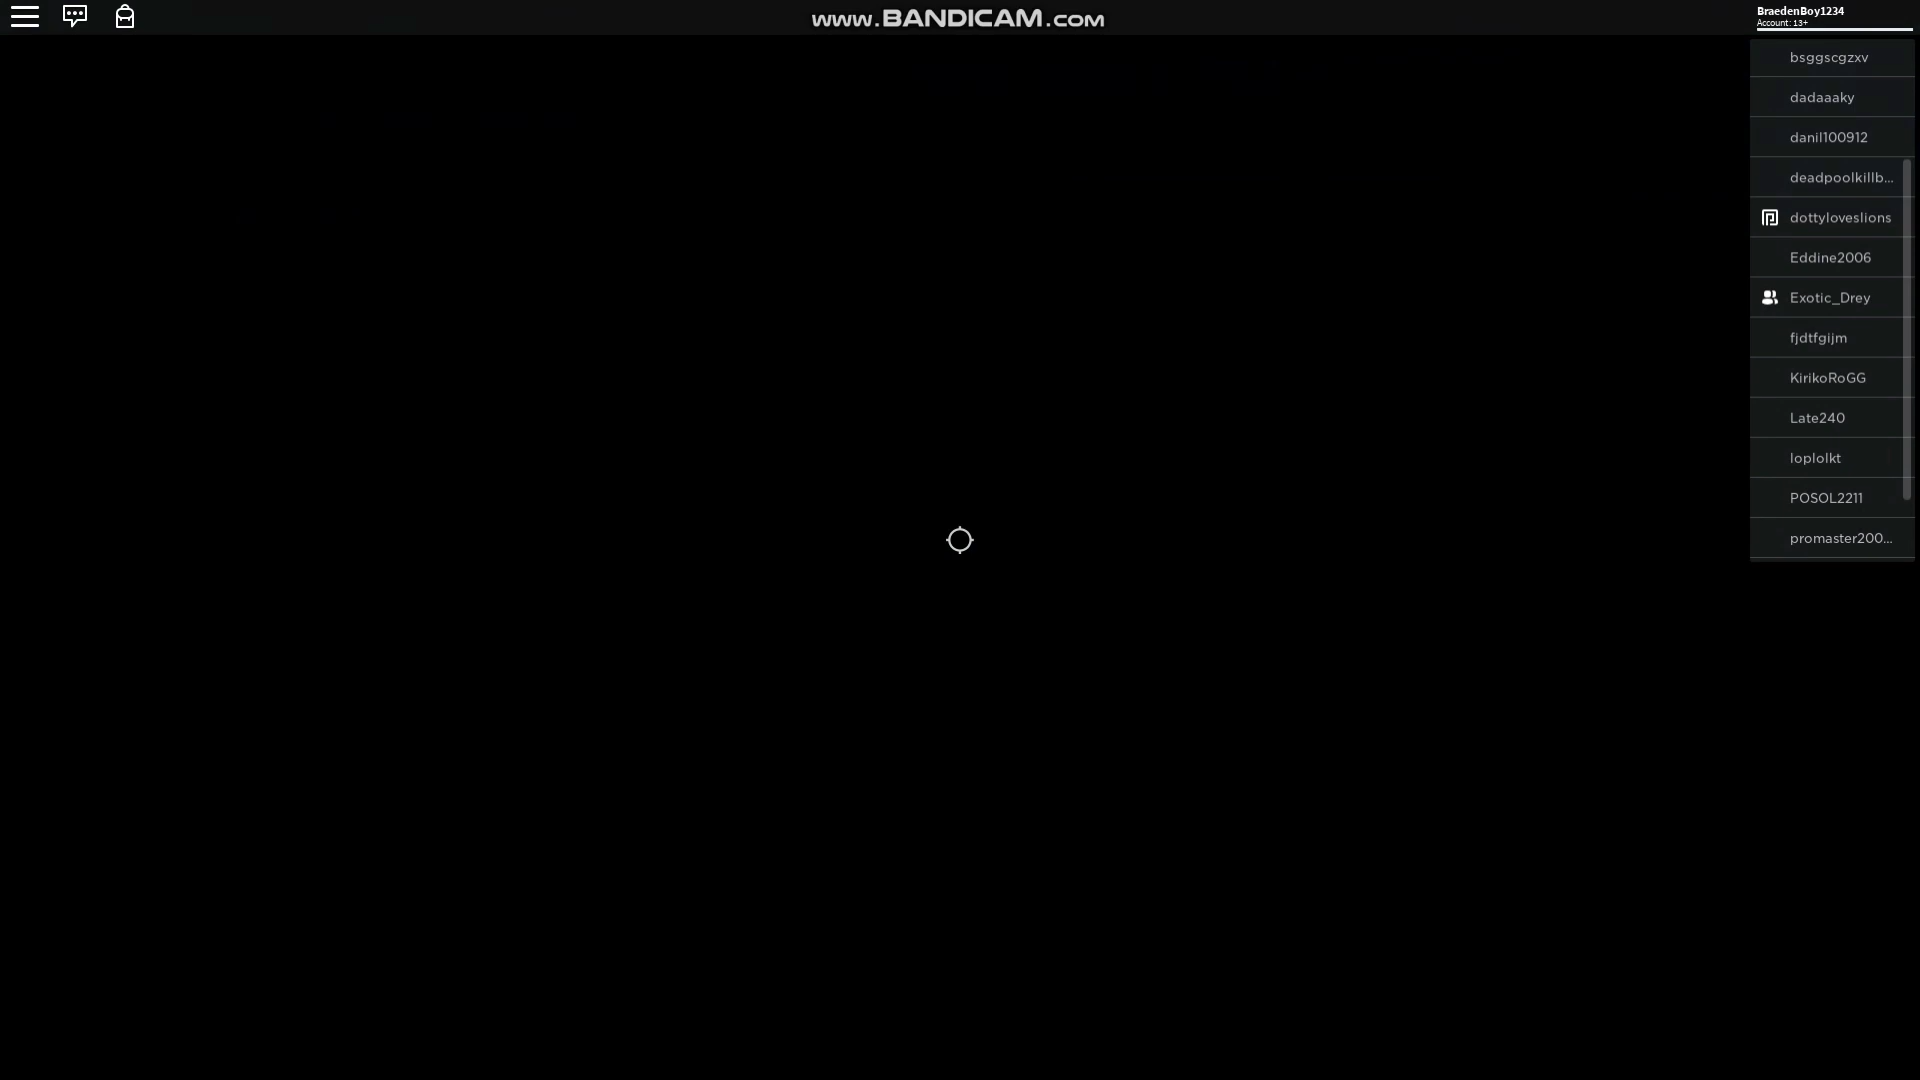 www.BANDICAM.com
BraedenBoy1234
Account: 13+
bsggscgzxv
dadaaaky
danil100912
deadpoolkillb...
dottyloveslions
Eddine2006
Exotic_Drey
fjdtfgijm
KirikoRoGG
Late240
loplolkt
POSOL2211
promaster200...